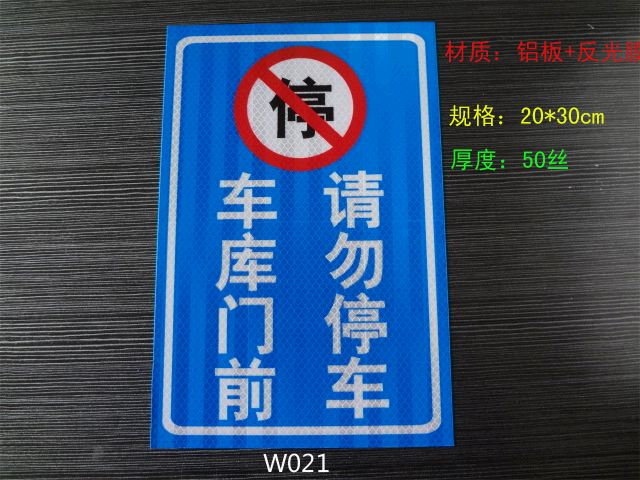 停
车库门前
请勿停车
材质：铝板+反光
规格：20*30cm
厚度：50丝
W021